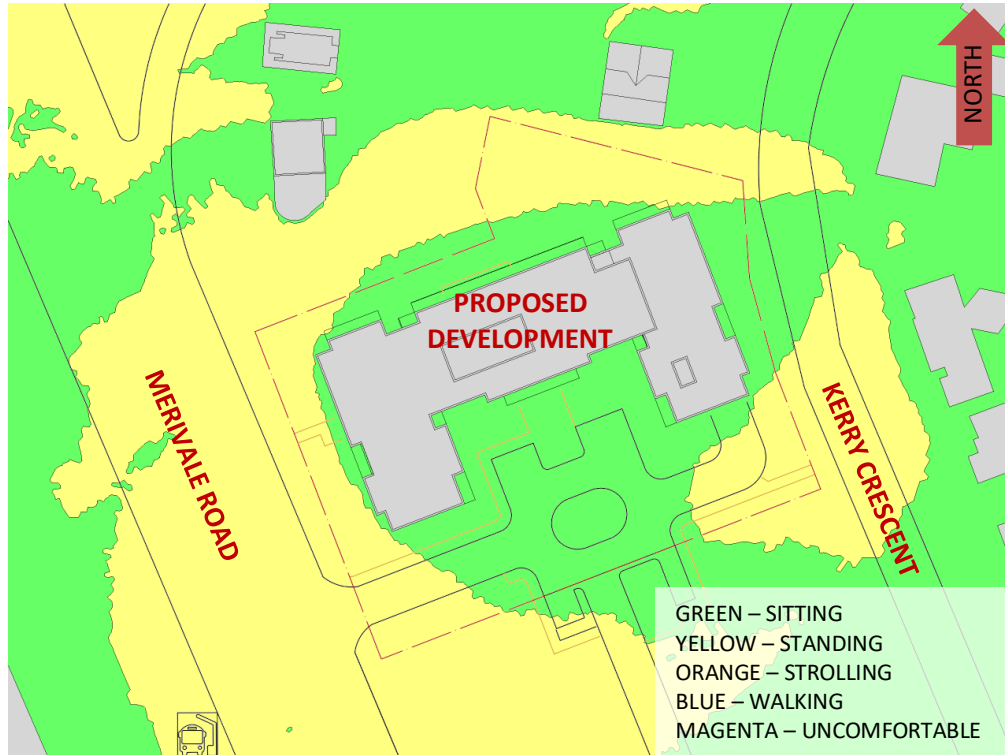 NORTH
PROPOSED
DEVELOPMENT
MERIVALE ROAD
KERRY CRESCENT
GREEN – SITTING
YELLOW – STANDING
ORANGE – STROLLING
BLUE – WALKING
MAGENTA – UNCOMFORTABLE